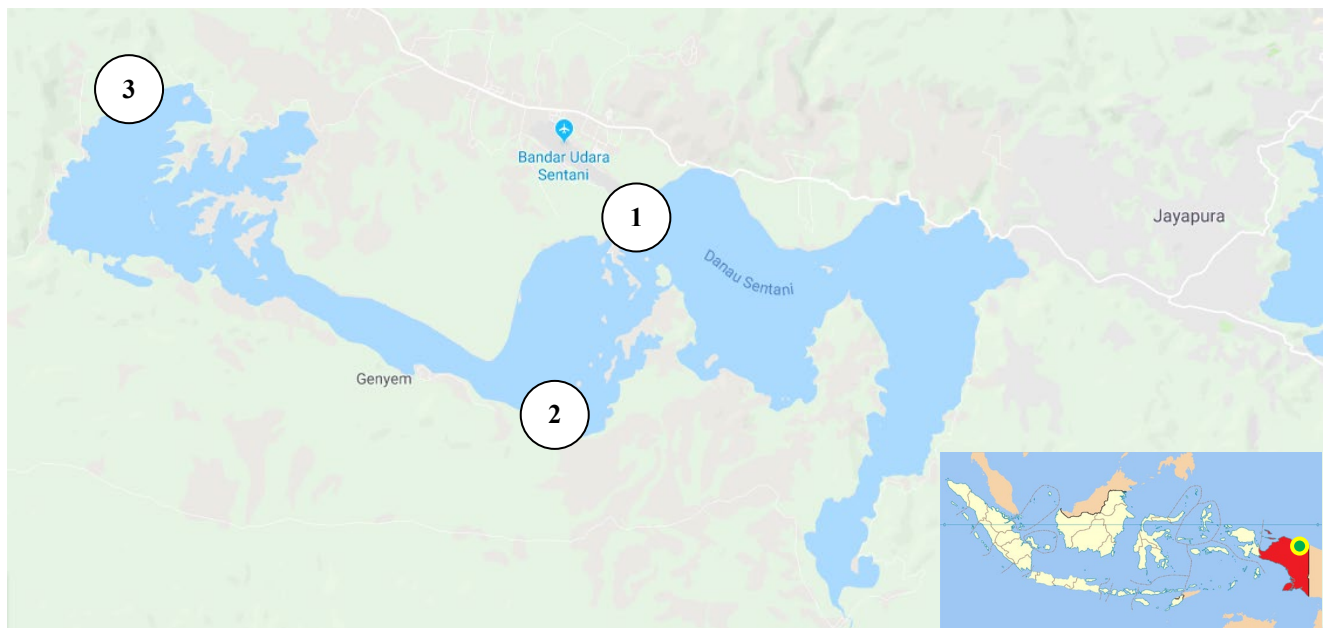 3
Bandar Udara
Sentani
1
Jayapura
Danau Sentani
Genyem
2